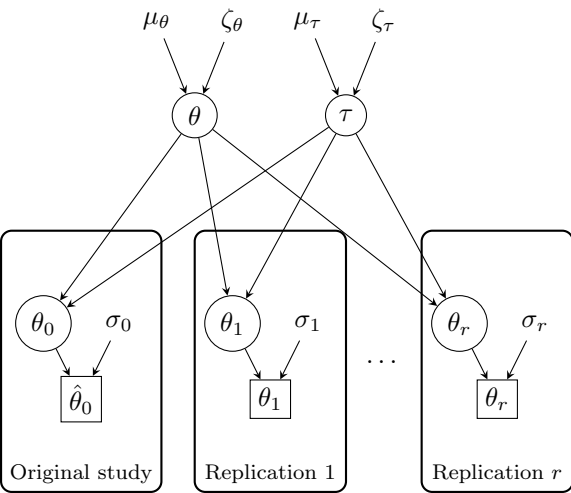 μ_θ ζ_θ μ_τ ζ_τ
θ τ
θ_0 σ_0 θ_1 σ_1 θ_r σ_r
θ̂_0 θ_1 ... θ_r
Original study Replication 1 Replication r